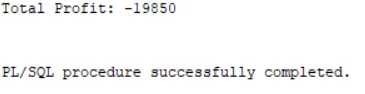 Total Profit: -19850
PL/SQL procedure successfully completed.